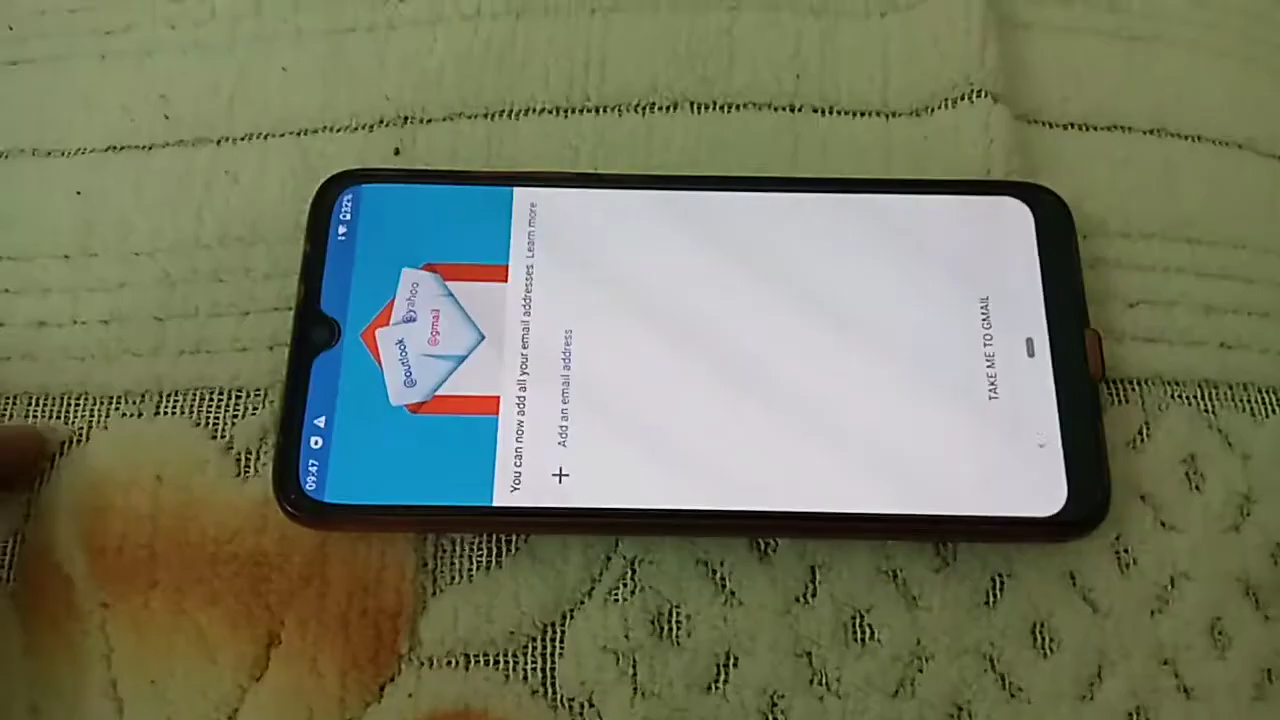 09:47
32%
@outlook
@yahoo
@gmail
You can now add all your email addresses. Learn more
+ Add an email address
TAKE ME TO GMAIL